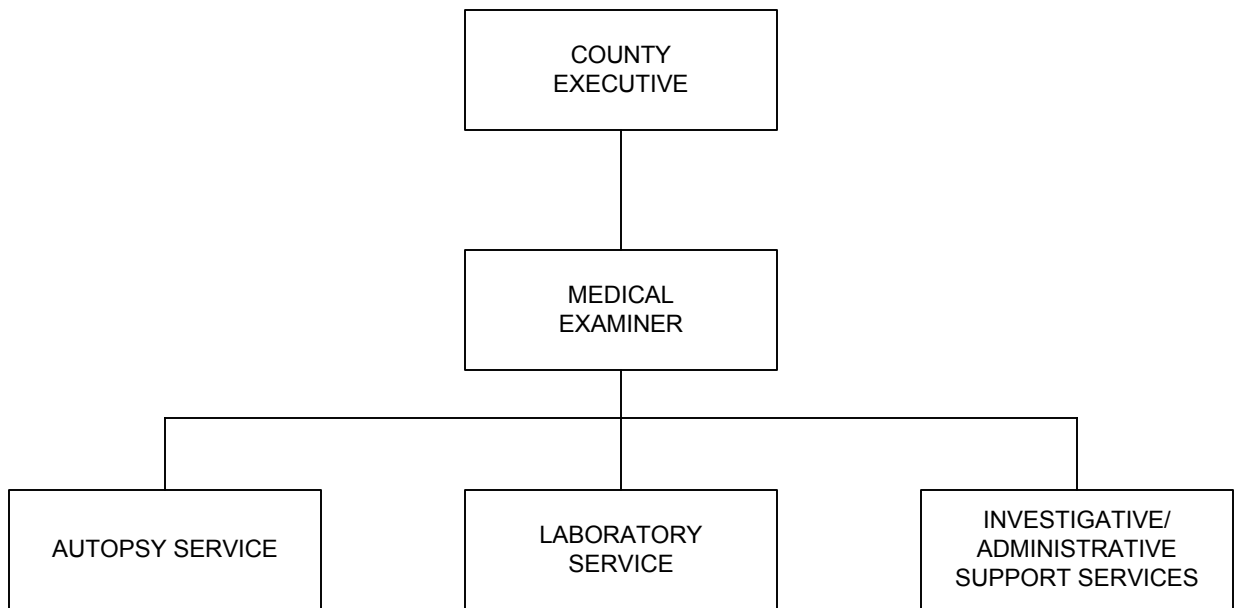 COUNTY
EXECUTIVE
MEDICAL
EXAMINER
AUTOPSY SERVICE
LABORATORY
SERVICE
INVESTIGATIVE/
ADMINISTRATIVE
SUPPORT SERVICES